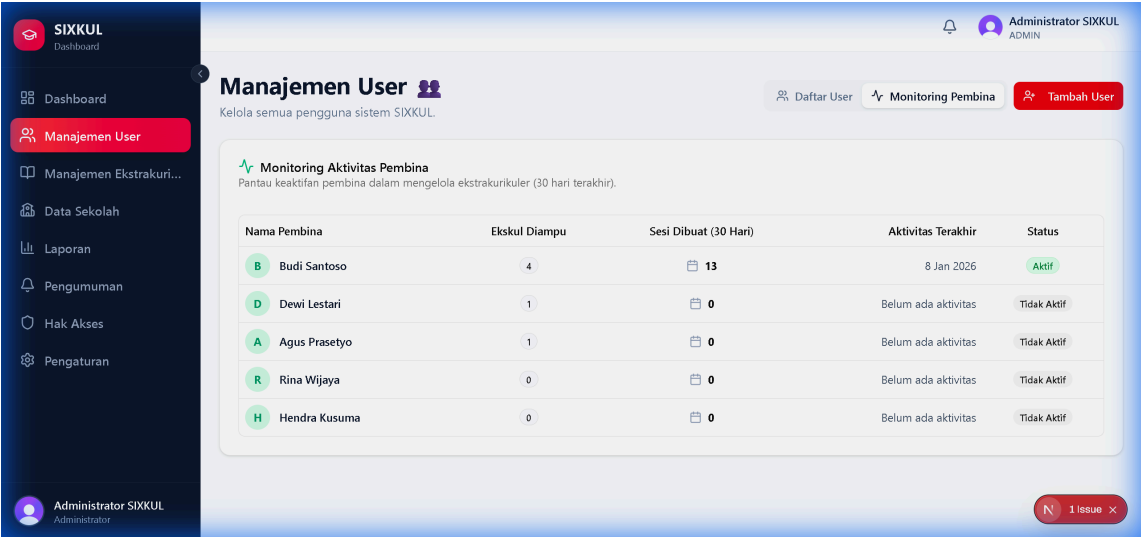 SIXKUL
Dashboard
Dashboard
Manajemen User
Manajemen Ekstrakuri...
Data Sekolah
Laporan
Pengumuman
Hak Akses
Pengaturan
Administrator SIXKUL
Administrator
Administrator SIXKUL
ADMIN
Manajemen User
Kelola semua pengguna sistem SIXKUL.
Daftar User
Monitoring Pembina
Tambah User
Monitoring Aktivitas Pembina
Pantau keaktifan pembina dalam mengelola ekstrakurikuler (30 hari terakhir).
Nama Pembina Ekskul Diampu Sesi Dibuat (30 Hari) Aktivitas Terakhir Status
B Budi Santoso 4 13 8 Jan 2026 Aktif
D Dewi Lestari 1 0 Belum ada aktivitas Tidak Aktif
A Agus Prasetyo 1 0 Belum ada aktivitas Tidak Aktif
R Rina Wijaya 0 0 Belum ada aktivitas Tidak Aktif
H Hendra Kusuma 0 0 Belum ada aktivitas Tidak Aktif
N 1 Issue